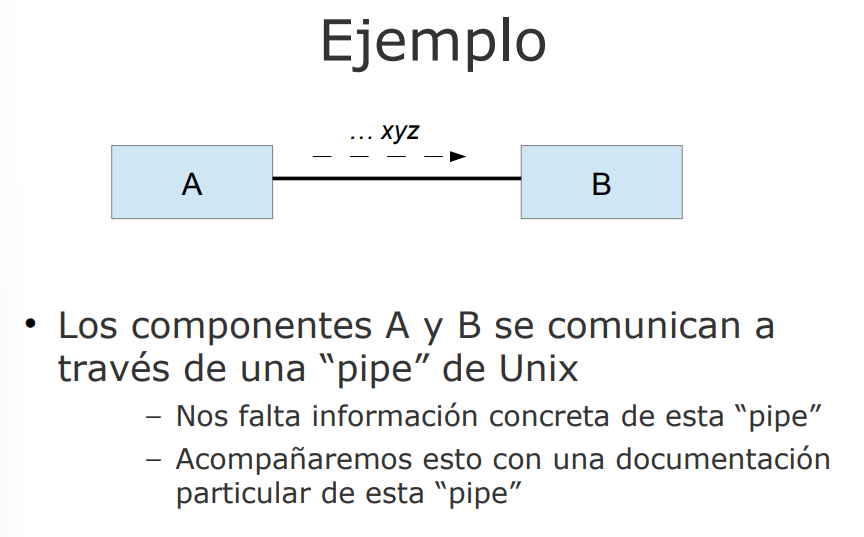 Ejemplo
... xyz
A
B
• Los componentes A y B se comunican a
través de una “pipe” de Unix
– Nos falta información concreta de esta “pipe”
– Acompañaremos esto con una documentación
particular de esta “pipe”